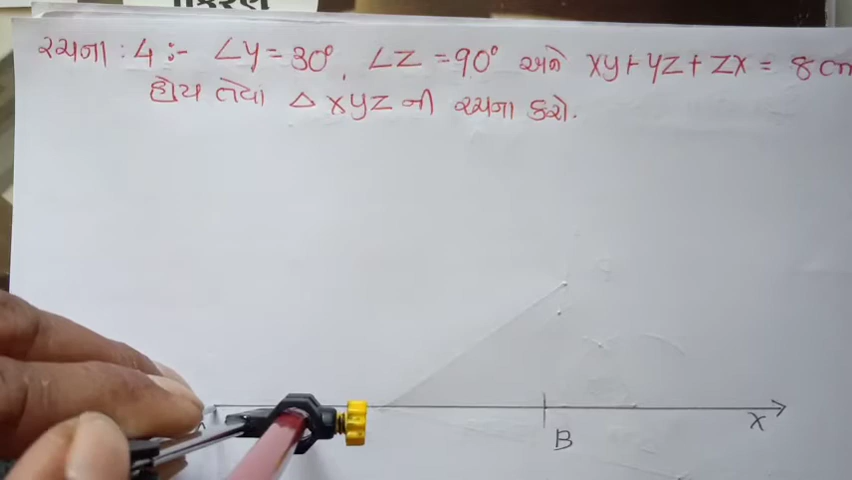 રચના : 4 :- ∠Y = 30°, ∠Z = 90° અને XY + YZ + ZX = 8 cm
હોય તેવા △ XYZ ની રચના કરો.
B
X